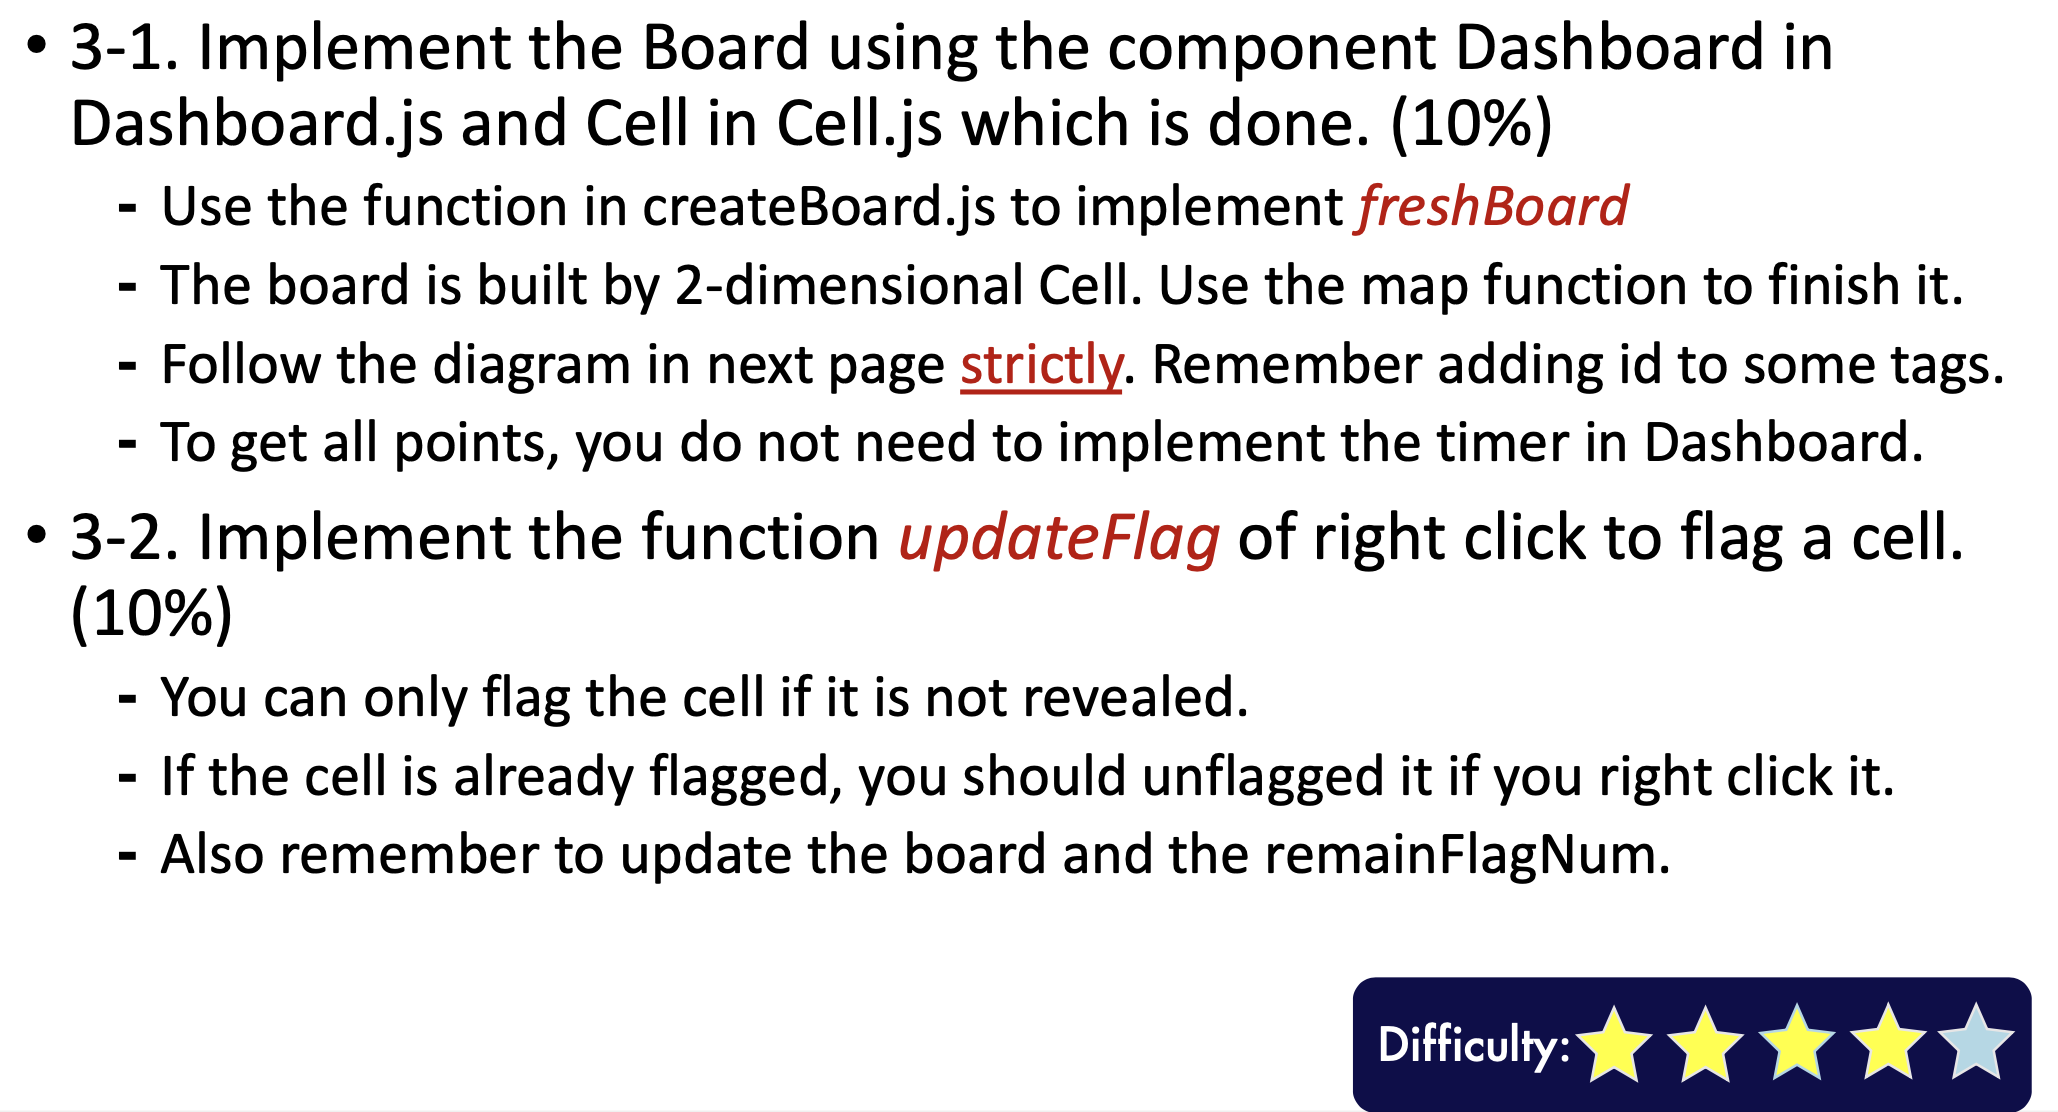 • 3-1. Implement the Board using the component Dashboard in
Dashboard.js and Cell in Cell.js which is done. (10%)
- Use the function in createBoard.js to implement freshBoard
- The board is built by 2-dimensional Cell. Use the map function to finish it.
- Follow the diagram in next page strictly. Remember adding id to some tags.
- To get all points, you do not need to implement the timer in Dashboard.
• 3-2. Implement the function updateFlag of right click to flag a cell.
(10%)
- You can only flag the cell if it is not revealed.
- If the cell is already flagged, you should unflagged it if you right click it.
- Also remember to update the board and the remainFlagNum.
Difficulty: